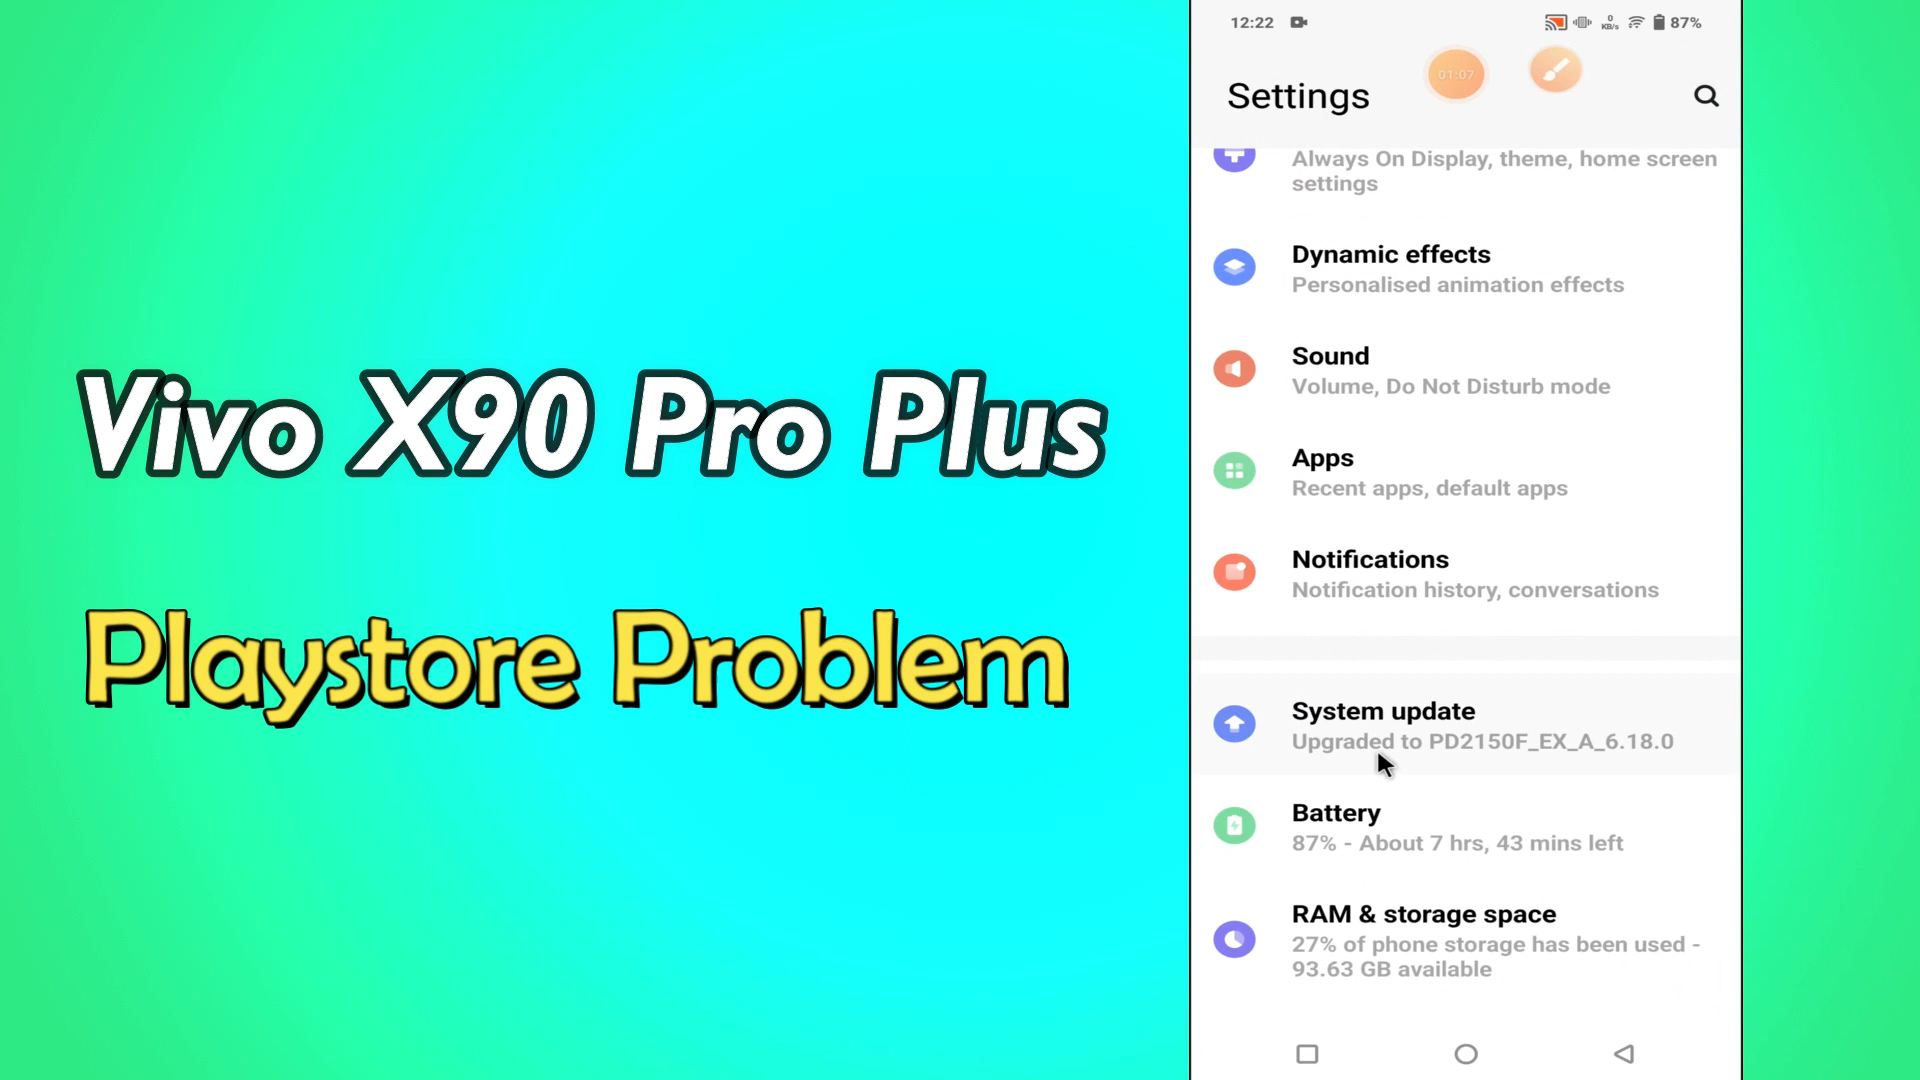 Vivo X90 Pro Plus
Playstore Problem
12:22
0
KB/s
87%
01:07
Settings
Always On Display, theme, home screen
settings
Dynamic effects
Personalised animation effects
Sound
Volume, Do Not Disturb mode
Apps
Recent apps, default apps
Notifications
Notification history, conversations
System update
Upgraded to PD2150F_EX_A_6.18.0
Battery
87% - About 7 hrs, 43 mins left
RAM & storage space
27% of phone storage has been used -
93.63 GB available